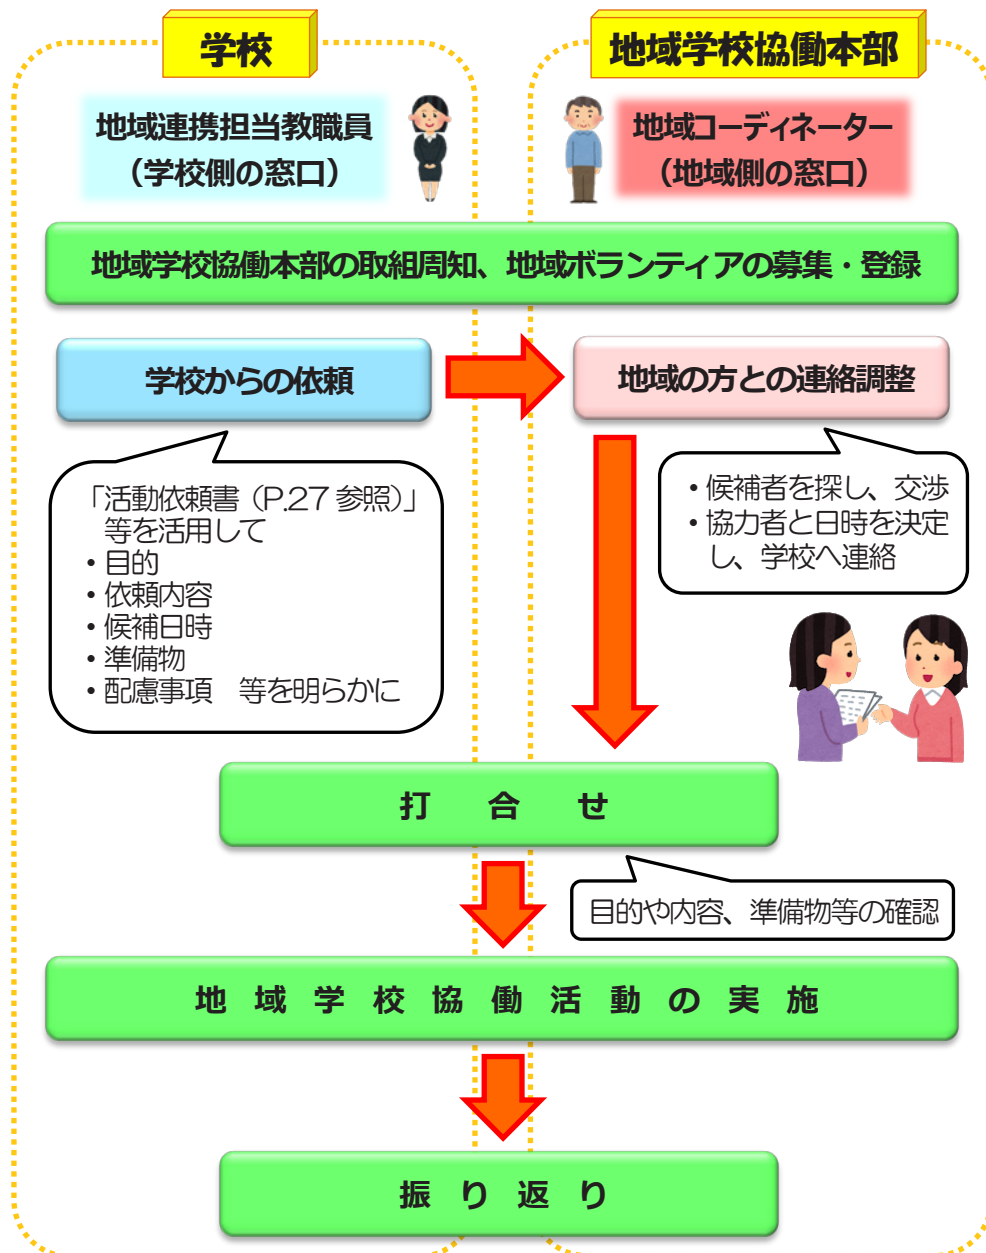 学校
地域学校協働本部
地域連携担当教職員
（学校側の窓口）
地域コーディネーター
（地域側の窓口）
地域学校協働本部の取組周知、地域ボランティアの募集・登録
学校からの依頼
地域の方との連絡調整
「活動依頼書（P.27 参照）」
等を活用して
・目的
・依頼内容
・候補日時
・準備物
・配慮事項　等を明らかに
・候補者を探し、交渉
・協力者と日時を決定
し、学校へ連絡
打　合　せ
目的や内容、準備物等の確認
地 域 学 校 協 働 活 動 の 実 施
振 り 返 り